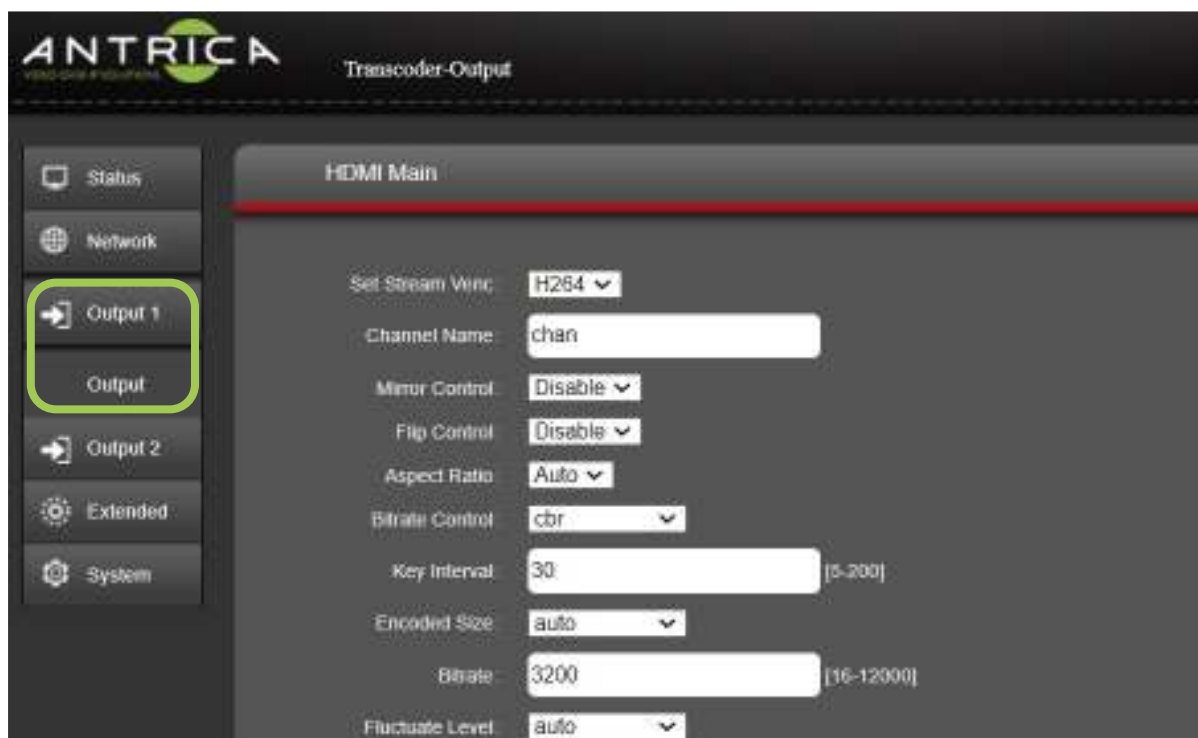 ANTRICA
Transcoder-Output
Status
Network
Output 1
Output
Output 2
Extended
System
HDMI Main
Set Stream Venc H264
Channel Name chan
Mirror Control Disable
Flip Control Disable
Aspect Ratio Auto
Bitrate Control cbr
Key Interval 30 [5-200]
Encoded Size auto
Bitrate 3200 [16-12000]
Fluctuate Level auto